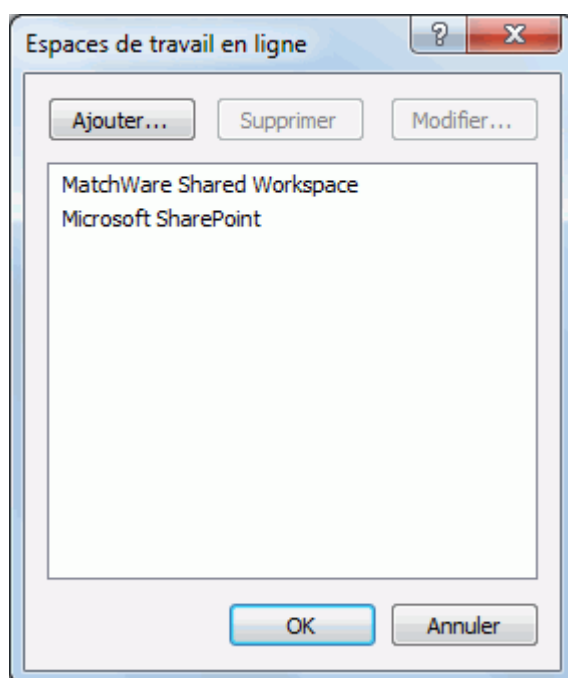 Espaces de travail en ligne
?
Ajouter... Supprimer Modifier...
MatchWare Shared Workspace
Microsoft SharePoint
OK Annuler